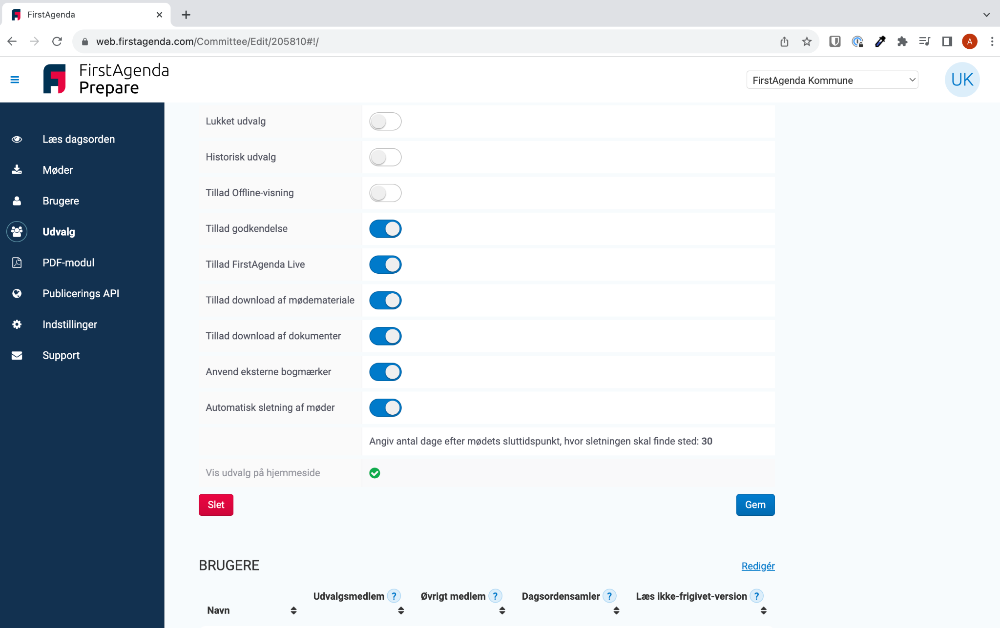 FirstAgenda
web.firstagenda.com/Committee/Edit/205810#!/
A
FirstAgenda
Prepare
FirstAgenda Kommune
UK
Læs dagsorden
Møder
Brugere
Udvalg
PDF-modul
Publicerings API
Indstillinger
Support
Lukket udvalg
Historisk udvalg
Tillad Offline-visning
Tillad godkendelse
Tillad FirstAgenda Live
Tillad download af mødemateriale
Tillad download af dokumenter
Anvend eksterne bogmærker
Automatisk sletning af møder
Angiv antal dage efter mødets sluttidspunkt, hvor sletningen skal finde sted: 30
Vis udvalg på hjemmeside
Slet
Gem
BRUGERE
Redigér
Udvalgsmedlem ? Øvrigt medlem ? Dagsordensamler ? Læs ikke-frigivet-version ?
Navn